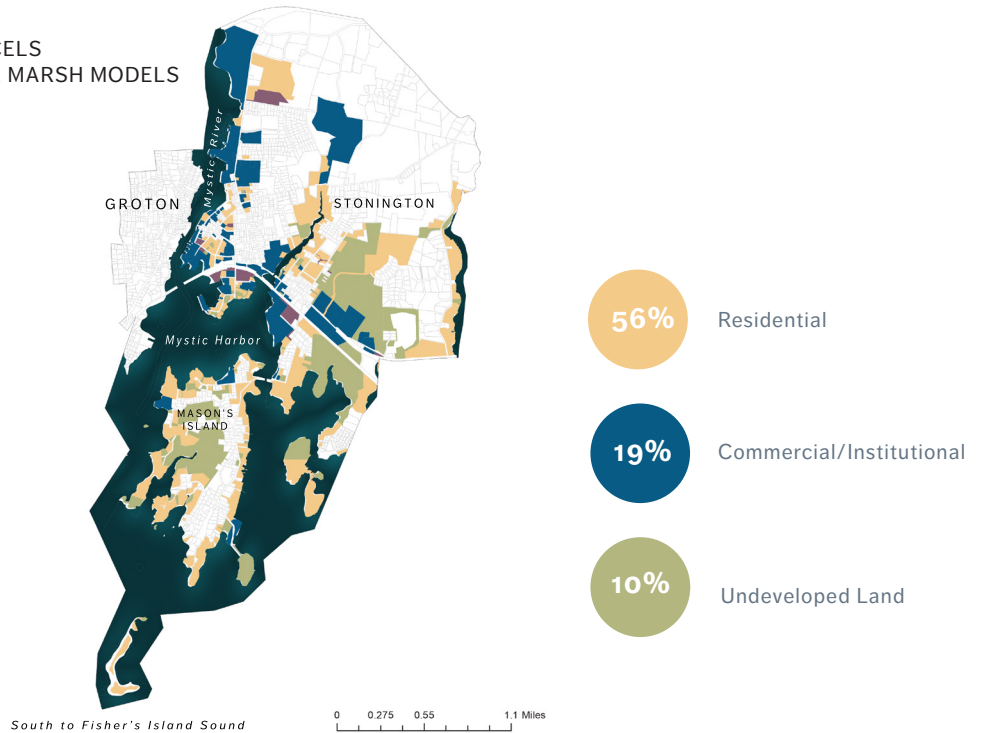 MARSH MODELS
Mystic River
GROTON
STONINGTON
56%
Residential
Mystic Harbor
MASON'S
ISLAND
19%
Commercial/Institutional
10%
Undeveloped Land
South to Fisher's Island Sound
0 0.275 0.55 1.1 Miles